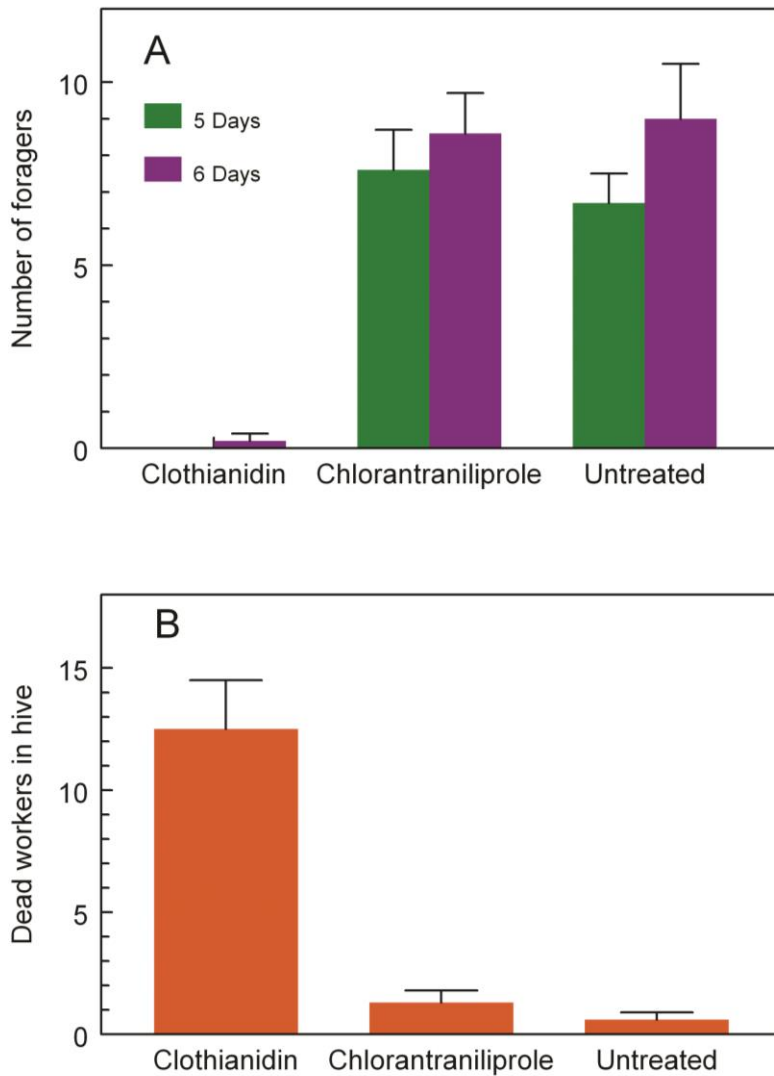 A
5 Days
6 Days
Number of foragers
10
5
0
Clothianidin Chlorantraniliprole Untreated
B
Dead workers in hive
15
10
5
0
Clothianidin Chlorantraniliprole Untreated